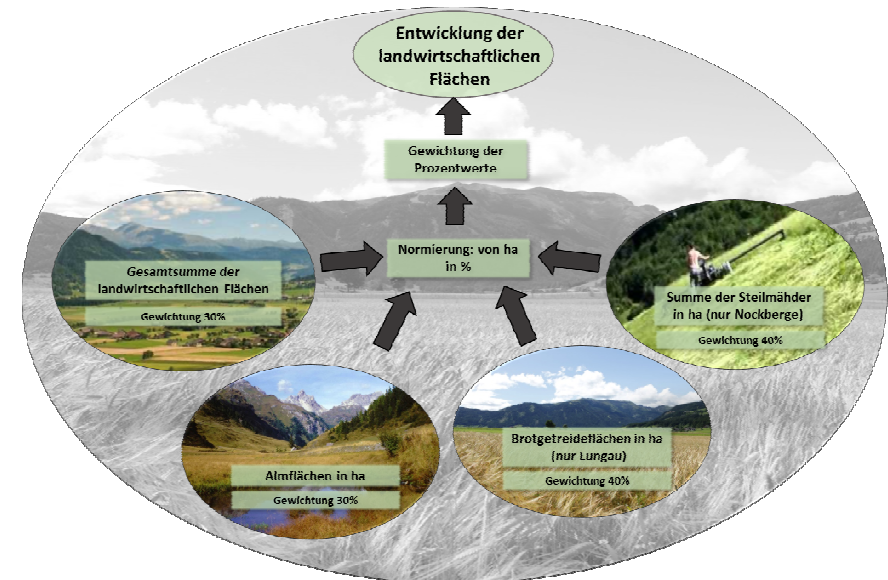 Entwicklung der
landwirtschaftlichen
Flächen
Gewichtung der
Prozentwerte
Normierung: von ha
in %
Gesamtsumme der
landwirtschaftlichen Flächen
Gewichtung 30%
Summe der Steilmähder
in ha (nur Nockberge)
Gewichtung 40%
Almflächen in ha
Gewichtung 30%
Brotgetreideflächen in ha
(nur Lungau)
Gewichtung 40%